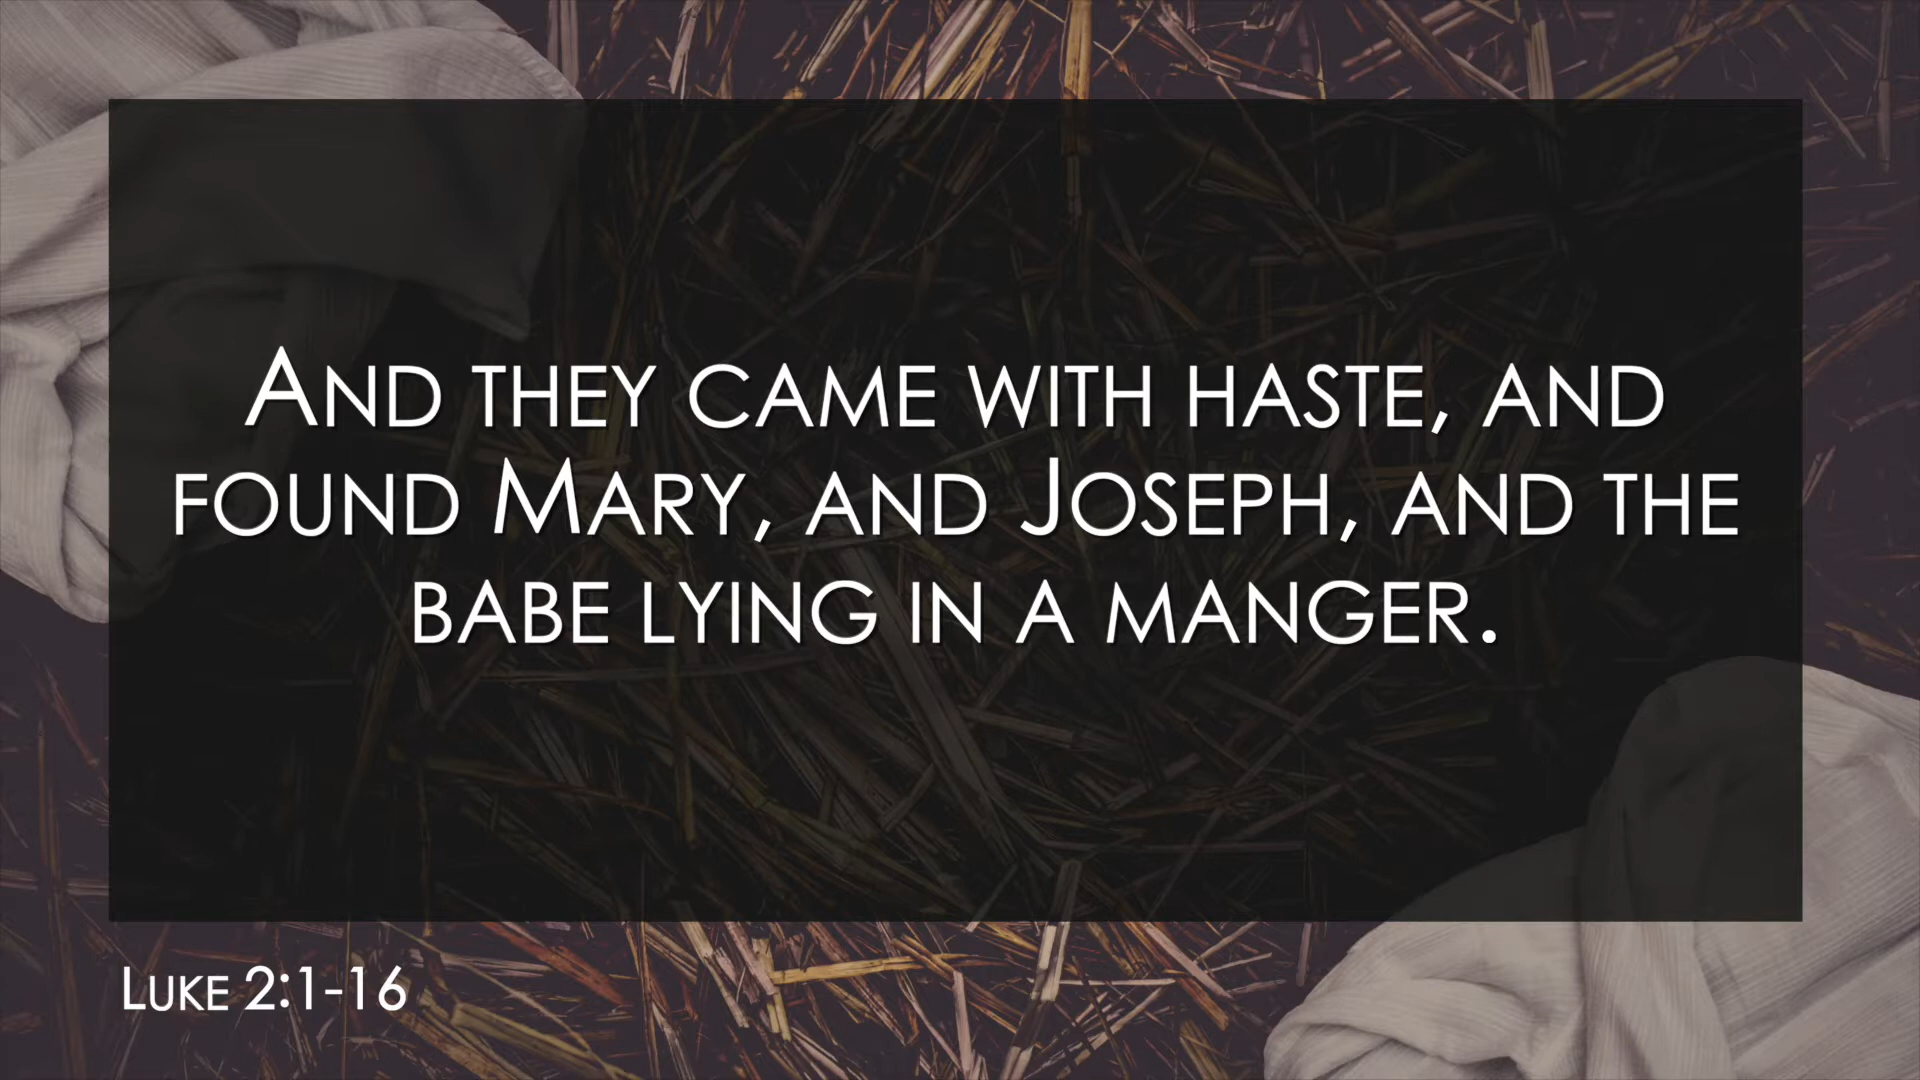 And they came with haste, and
found Mary, and Joseph, and the
babe lying in a manger.
Luke 2:1-16